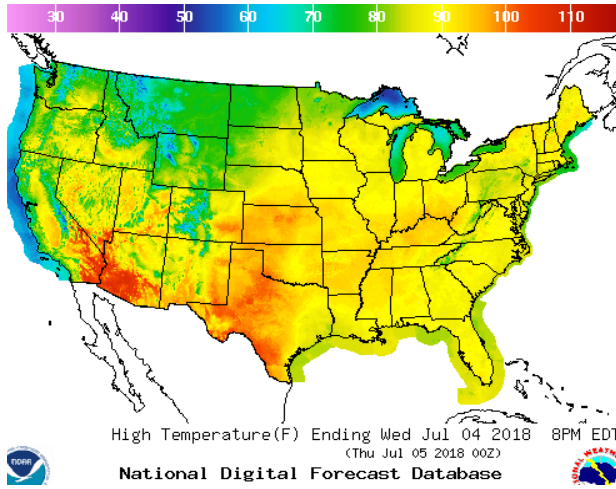 30 40 50 60 70 80 90 100 110
High Temperature(F) Ending Wed Jul 04 2018 8PM EDT
(Thu Jul 05 2018 00Z)
National Digital Forecast Database
noaa